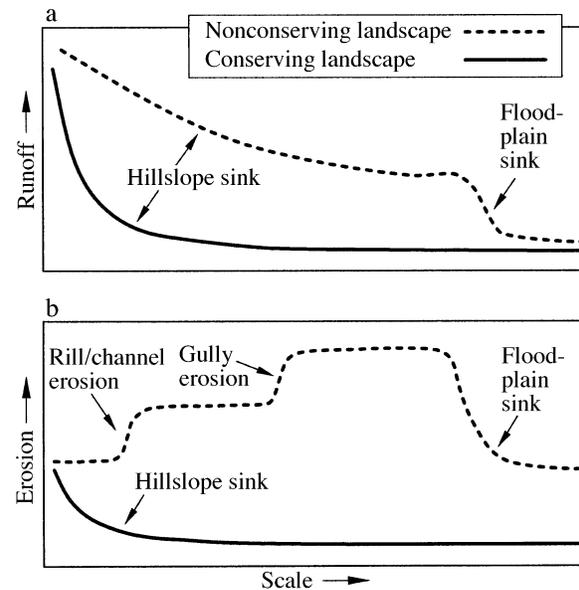 a
Nonconserving landscape
Conserving landscape
Runoff
Hillslope sink
Flood-
plain
sink
b
Rill/channel
erosion
Gully
erosion
Flood-
plain
sink
Erosion
Hillslope sink
Scale